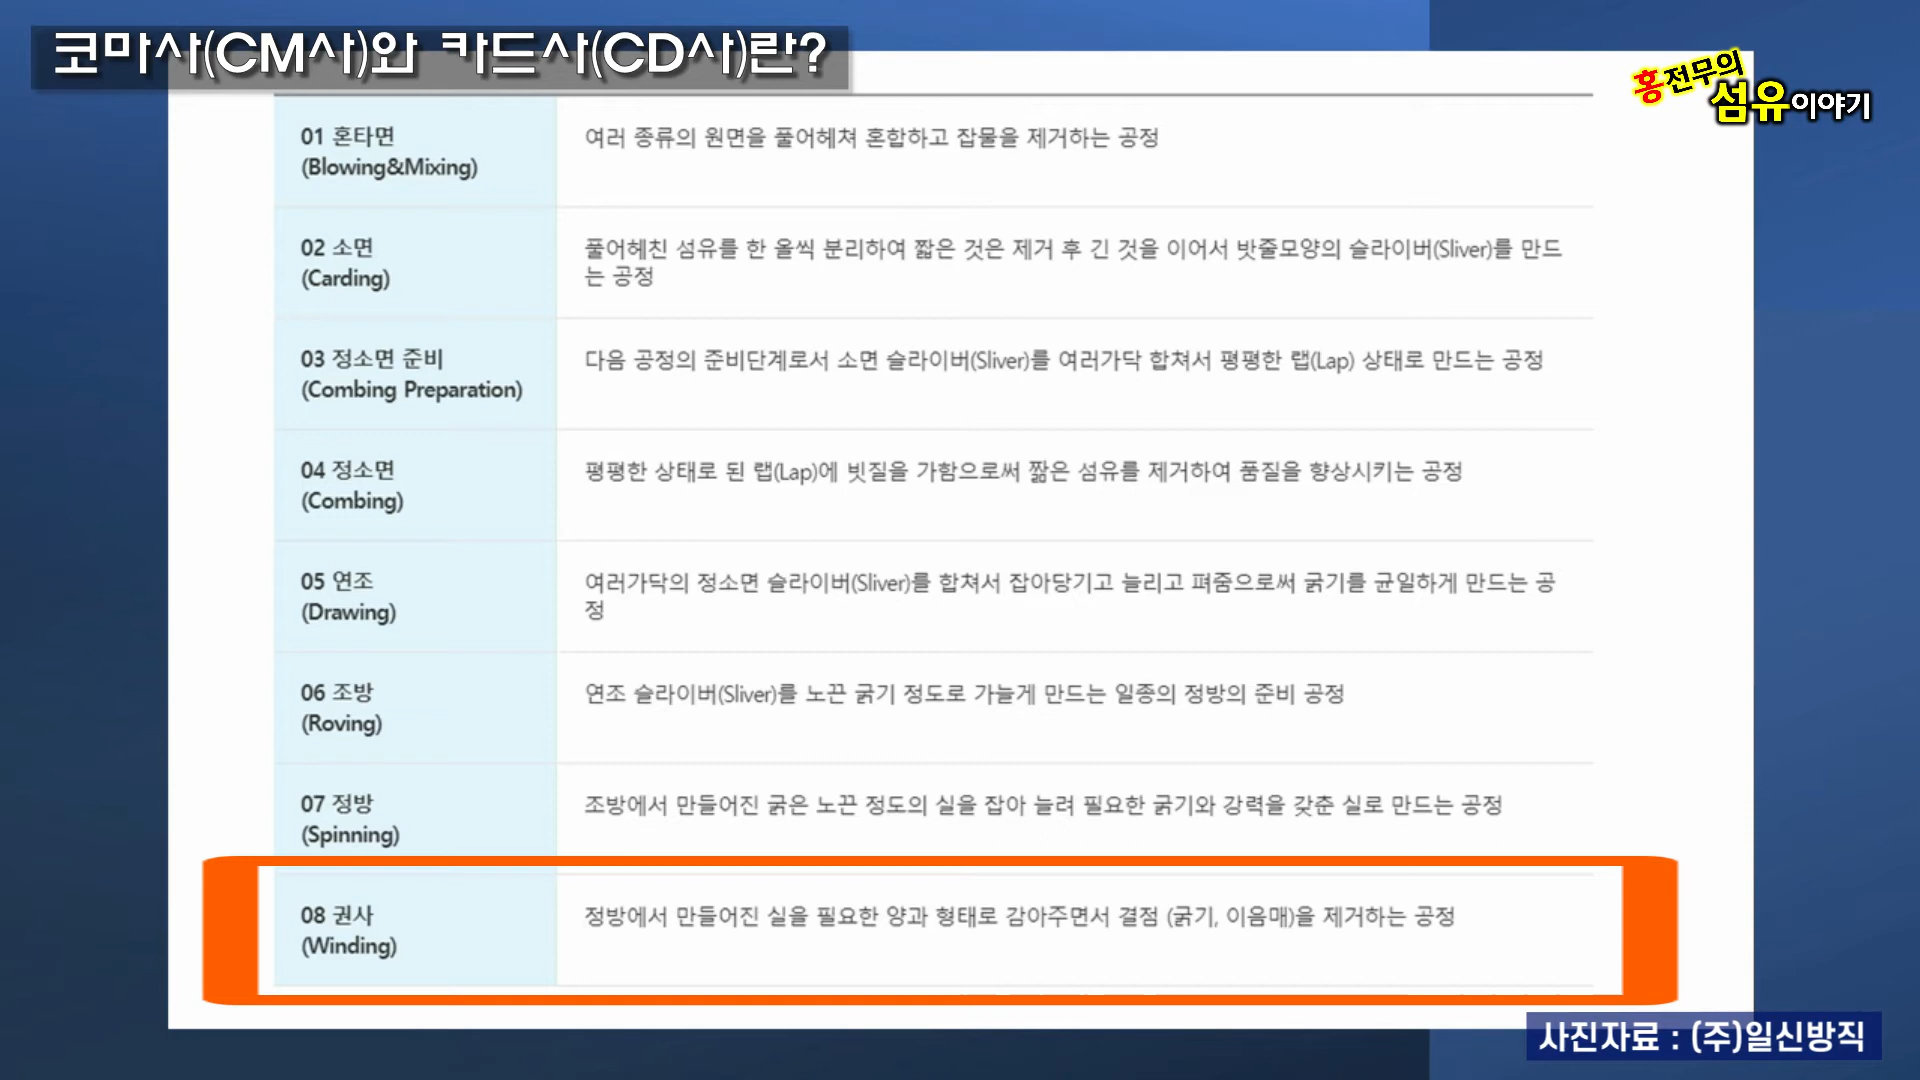 코마사(CM사)와 카드사(CD사)란?
홍전무의
섬유이야기
01 혼타면
(Blowing&Mixing)
여러 종류의 원면을 풀어헤쳐 혼합하고 잡물을 제거하는 공정
02 소면
(Carding)
풀어헤친 섬유를 한 올씩 분리하여 짧은 것은 제거 후 긴 것을 이어서 밧줄모양의 슬라이버(Sliver)를 만드
는 공정
03 정소면 준비
(Combing Preparation)
다음 공정의 준비단계로서 소면 슬라이버(Sliver)를 여러가닥 합쳐서 평평한 랩(Lap) 상태로 만드는 공정
04 정소면
(Combing)
평평한 상태로 된 랩(Lap)에 빗질을 가함으로써 짧은 섬유를 제거하여 품질을 향상시키는 공정
05 연조
(Drawing)
여러가닥의 정소면 슬라이버(Sliver)를 합쳐서 잡아당기고 늘리고 펴줌으로써 굵기를 균일하게 만드는 공
정
06 조방
(Roving)
연조 슬라이버(Sliver)를 노끈 굵기 정도로 가늘게 만드는 일종의 정방의 준비 공정
07 정방
(Spinning)
조방에서 만들어진 굵은 노끈 정도의 실을 잡아 늘려 필요한 굵기와 강력을 갖춘 실로 만드는 공정
08 권사
(Winding)
정방에서 만들어진 실을 필요한 양과 형태로 감아주면서 결점 (굵기, 이음매)을 제거하는 공정
사진자료 : (주)일신방직